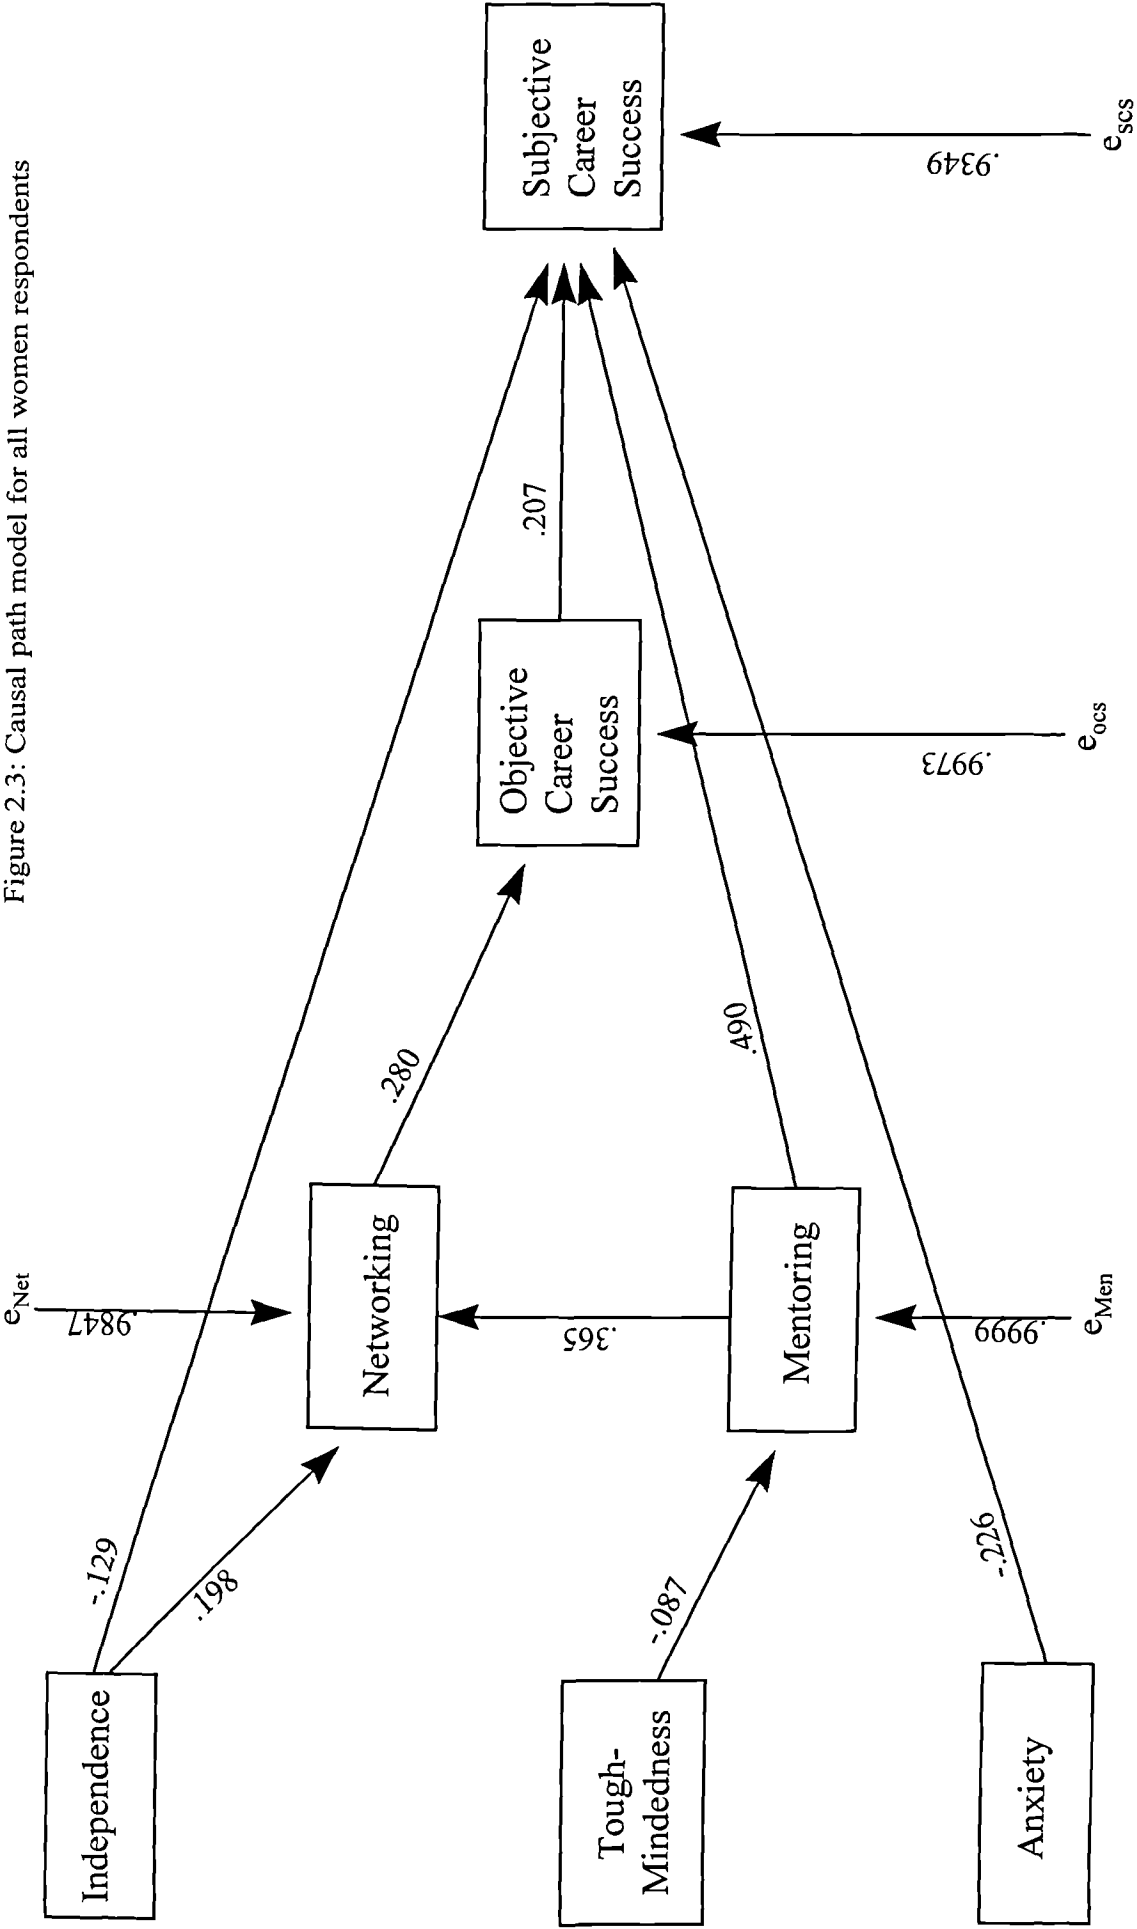 Figure 2.3: Causal path model for all women respondents
Independence
-.129
.198
e_Net
.9847
Networking
.280
.365
Tough-
Mindedness
-.087
Mentoring
.490
e_Men
.9999
Anxiety
-.226
Objective
Career
Success
.207
e_ocs
.9973
Subjective
Career
Success
e_scs
.9349